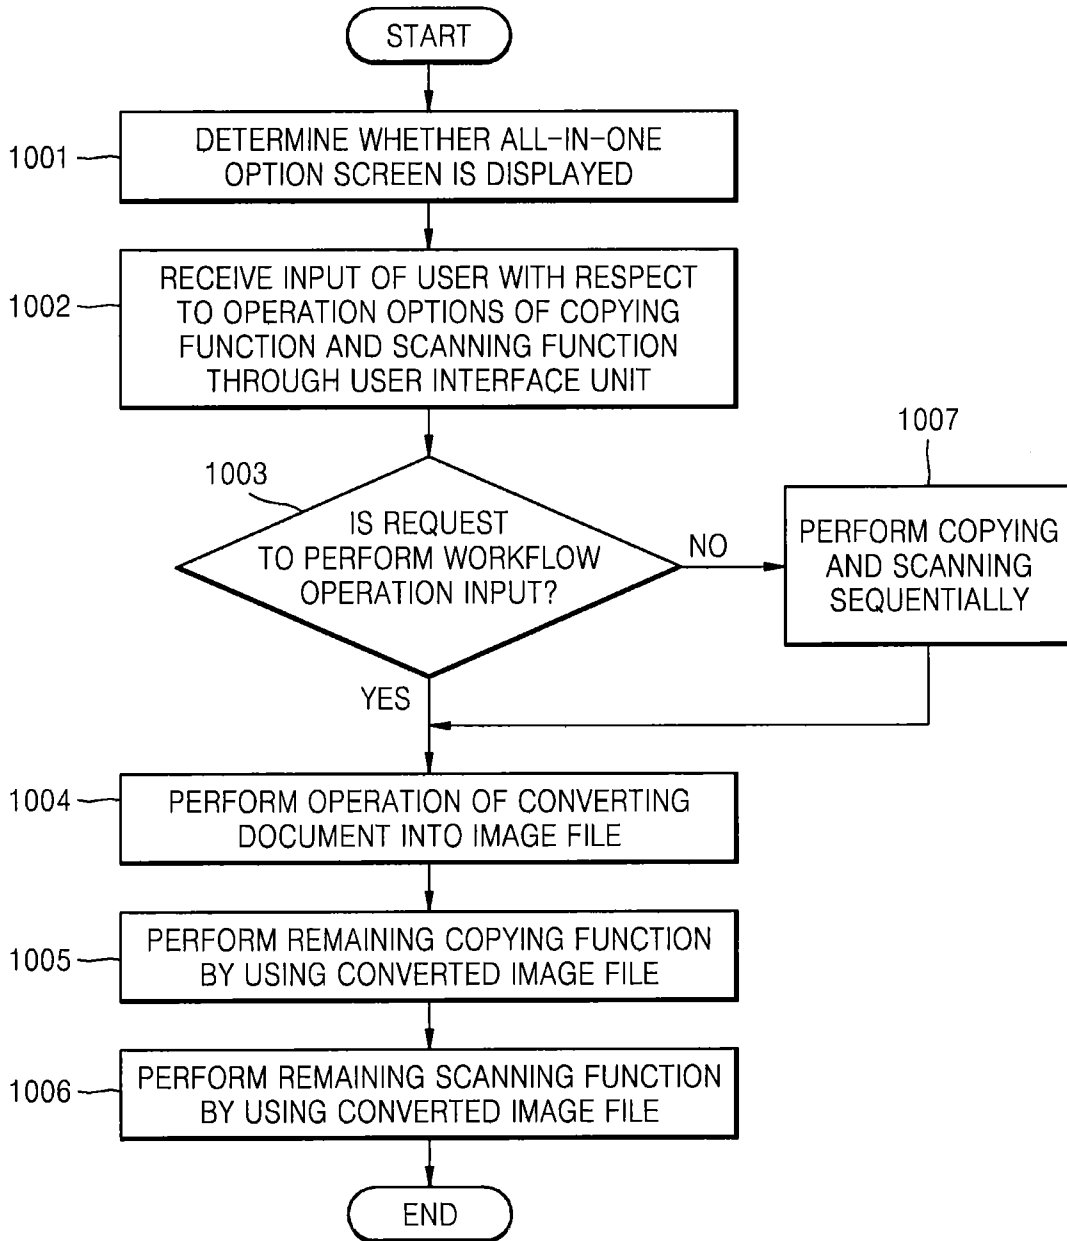 START
1001
DETERMINE WHETHER ALL-IN-ONE
OPTION SCREEN IS DISPLAYED
1002
RECEIVE INPUT OF USER WITH RESPECT
TO OPERATION OPTIONS OF COPYING
FUNCTION AND SCANNING FUNCTION
THROUGH USER INTERFACE UNIT
1003
IS REQUEST
TO PERFORM WORKFLOW
OPERATION INPUT?
NO
1007
PERFORM COPYING
AND SCANNING
SEQUENTIALLY
YES
1004
PERFORM OPERATION OF CONVERTING
DOCUMENT INTO IMAGE FILE
1005
PERFORM REMAINING COPYING FUNCTION
BY USING CONVERTED IMAGE FILE
1006
PERFORM REMAINING SCANNING FUNCTION
BY USING CONVERTED IMAGE FILE
END